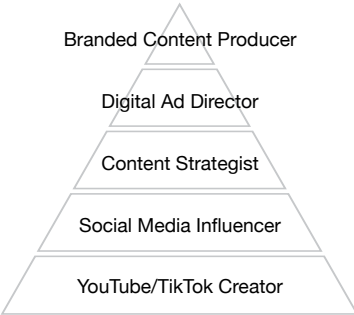 Branded Content Producer
Digital Ad Director
Content Strategist
Social Media Influencer
YouTube/TikTok Creator